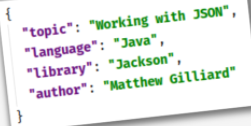 {
"topic": "Working with JSON",
"language": "Java",
"library": "Jackson",
"author": "Matthew Gilliard"
}